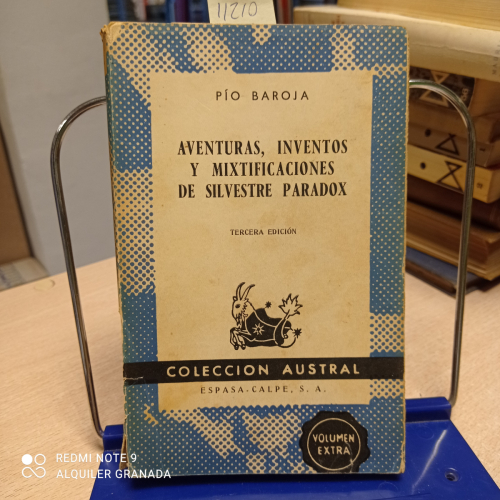 11210
PÍO BAROJA
AVENTURAS, INVENTOS
Y MIXTIFICACIONES
DE SILVESTRE PARADOX
TERCERA EDICIÓN
COLECCION AUSTRAL
ESPASA-CALPE, S. A.
VOLUMEN
EXTRA
REDMI NOTE 9
ALQUILER GRANADA